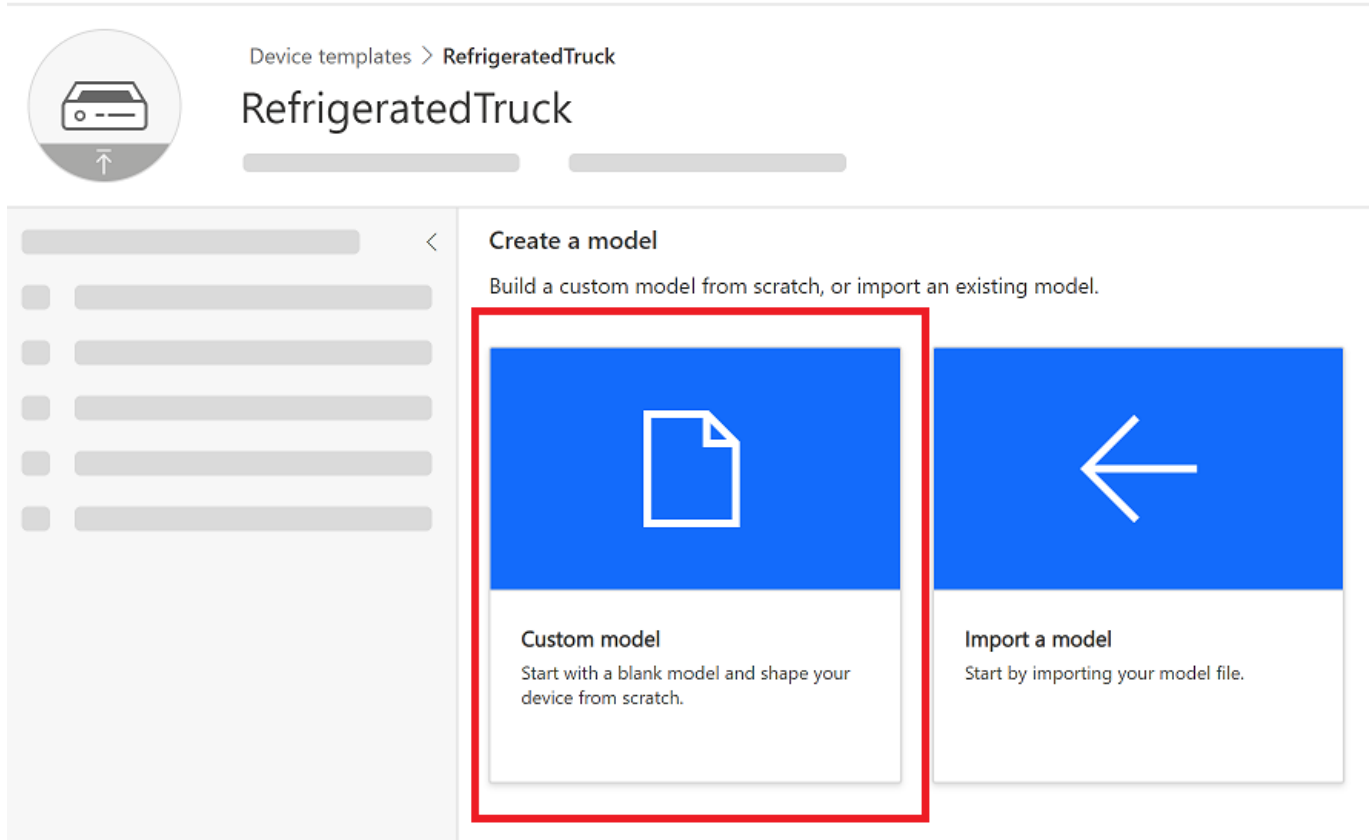 Device templates > RefrigeratedTruck
RefrigeratedTruck
Create a model
Build a custom model from scratch, or import an existing model.
Custom model
Start with a blank model and shape your
device from scratch.
Import a model
Start by importing your model file.